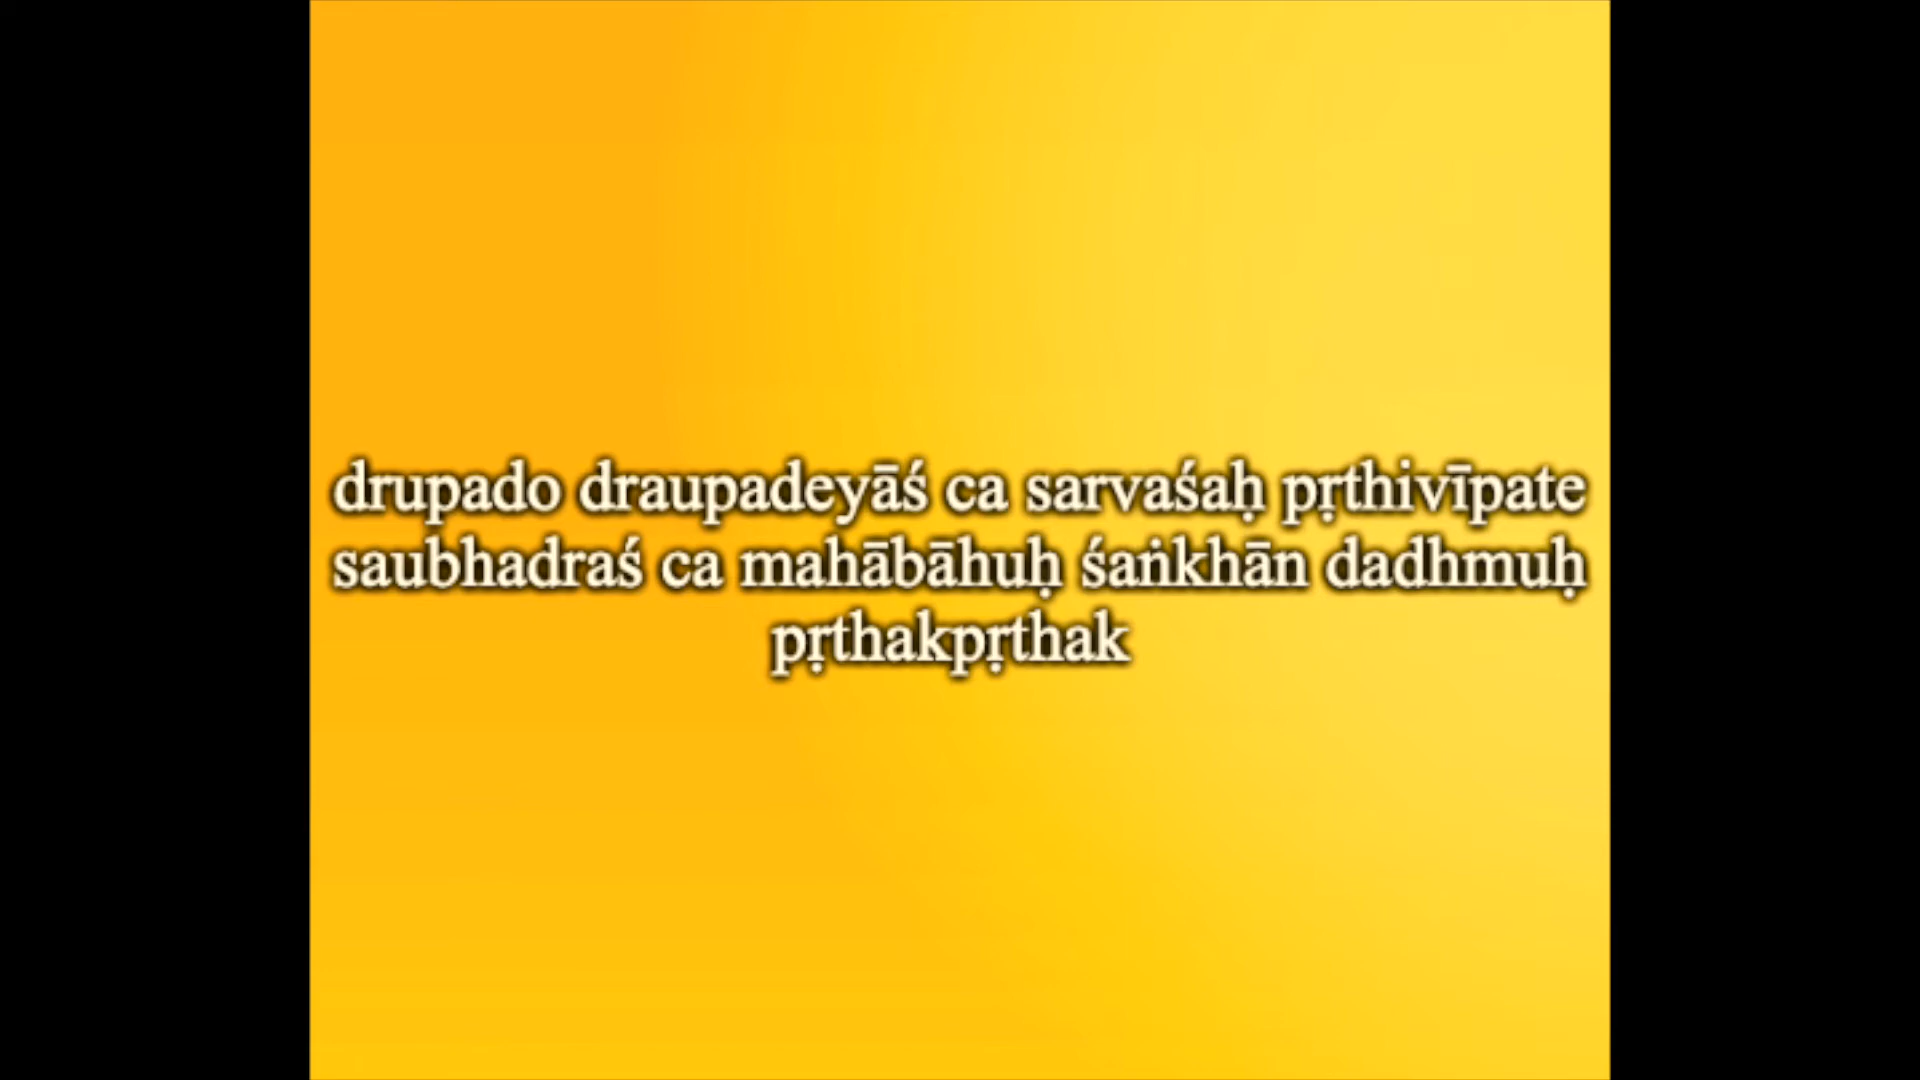 drupado draupadeyāś ca sarvaśaḥ pṛthivīpate
saubhadraś ca mahābāhuḥ śaṅkhān dadhmuḥ
pṛthakpṛthak